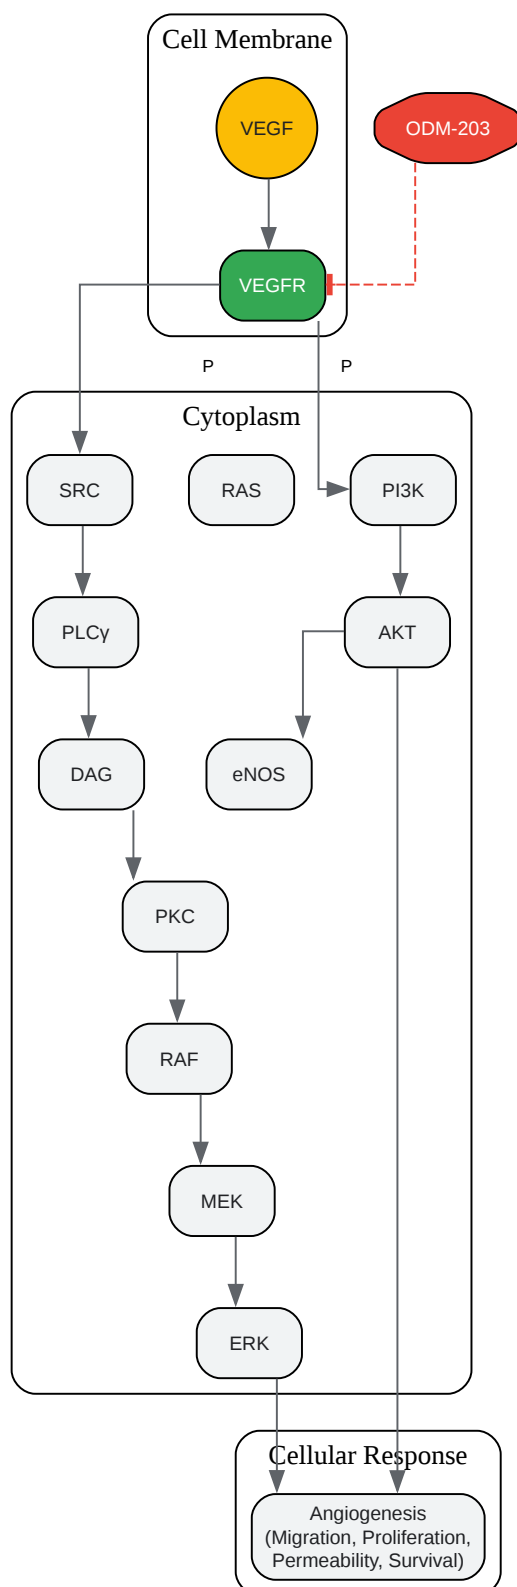 Cell Membrane
VEGF
ODM-203
VEGFR
P
P
Cytoplasm
SRC
RAS
PI3K
PLCγ
AKT
DAG
eNOS
PKC
RAF
MEK
ERK
Cellular Response
Angiogenesis
(Migration, Proliferation,
Permeability, Survival)